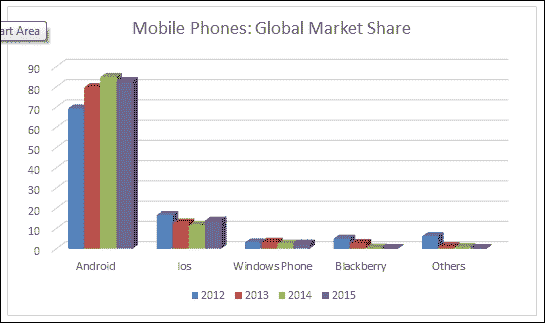 Mobile Phones: Global Market Share
art Area
90
80
70
60
50
40
30
20
10
0
Android Ios Windows Phone Blackberry Others
2012 2013 2014 2015